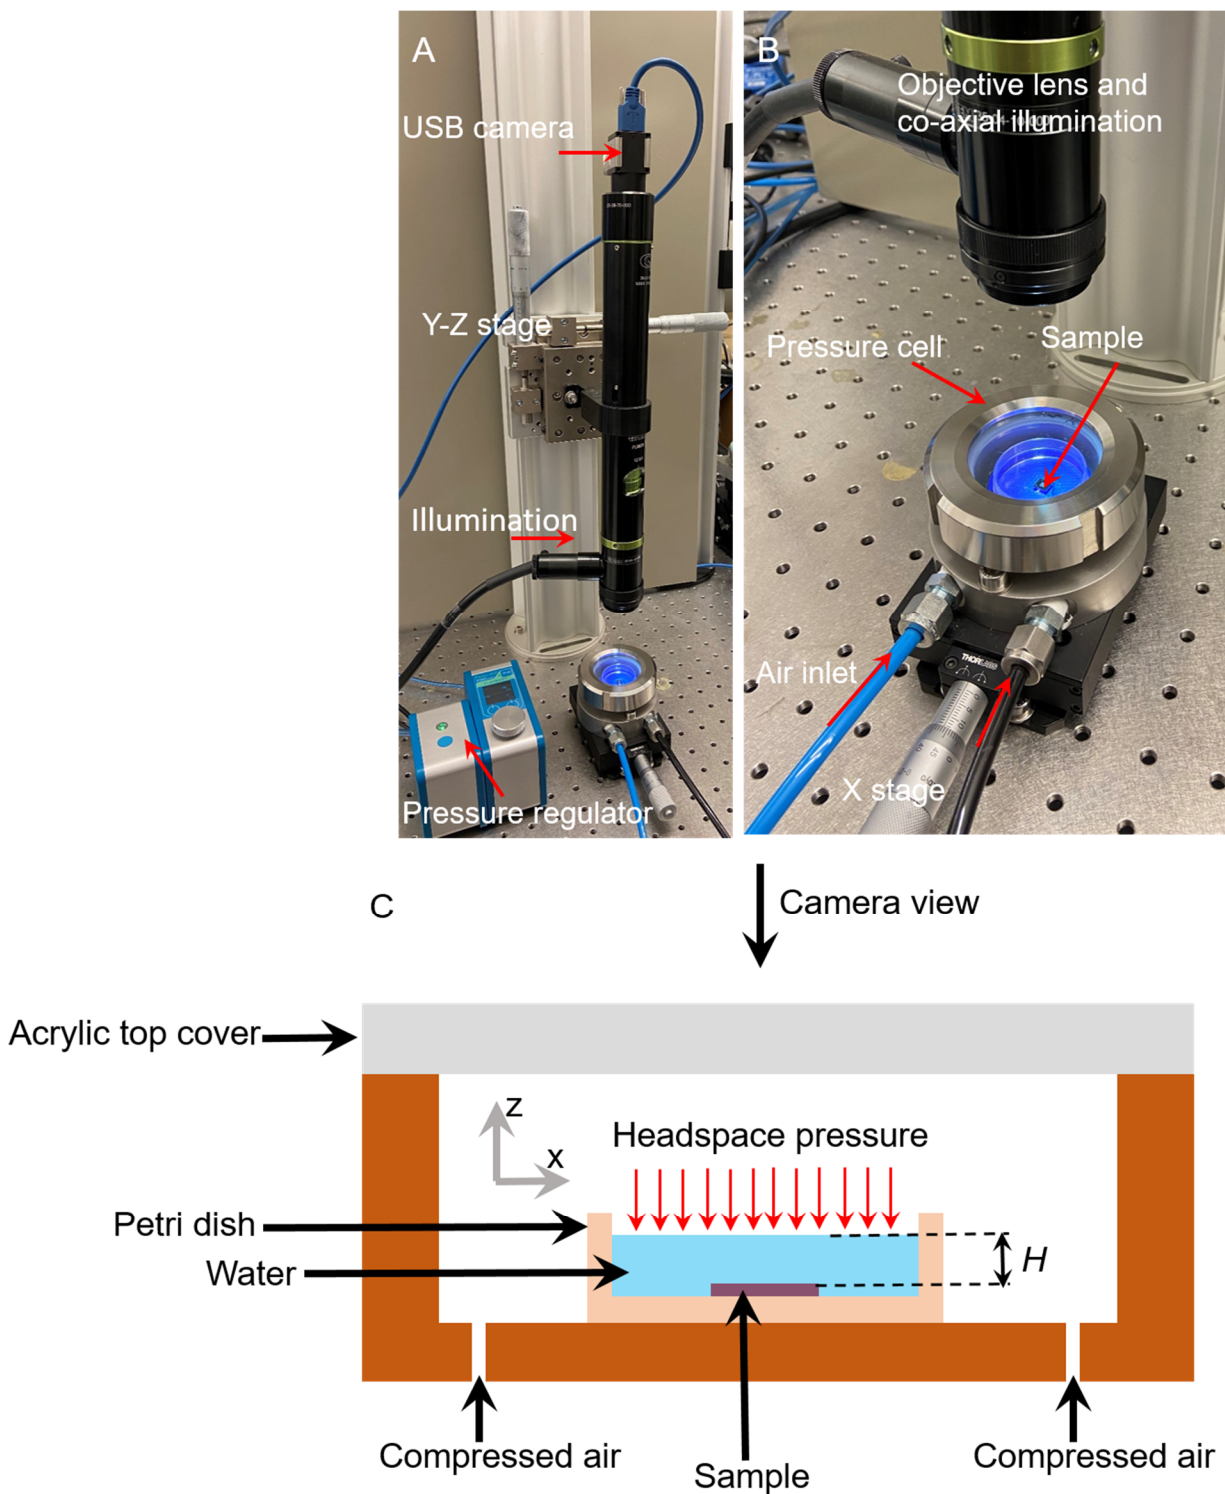 A
USB camera
Y-Z stage
Illumination
Pressure regulator
B
Objective lens and
co-axial illumination
Pressure cell
Sample
THORLABS
Air inlet
X stage
C
Camera view
Acrylic top cover
z
x
Headspace pressure
Petri dish
Water
H
Compressed air
Sample
Compressed air